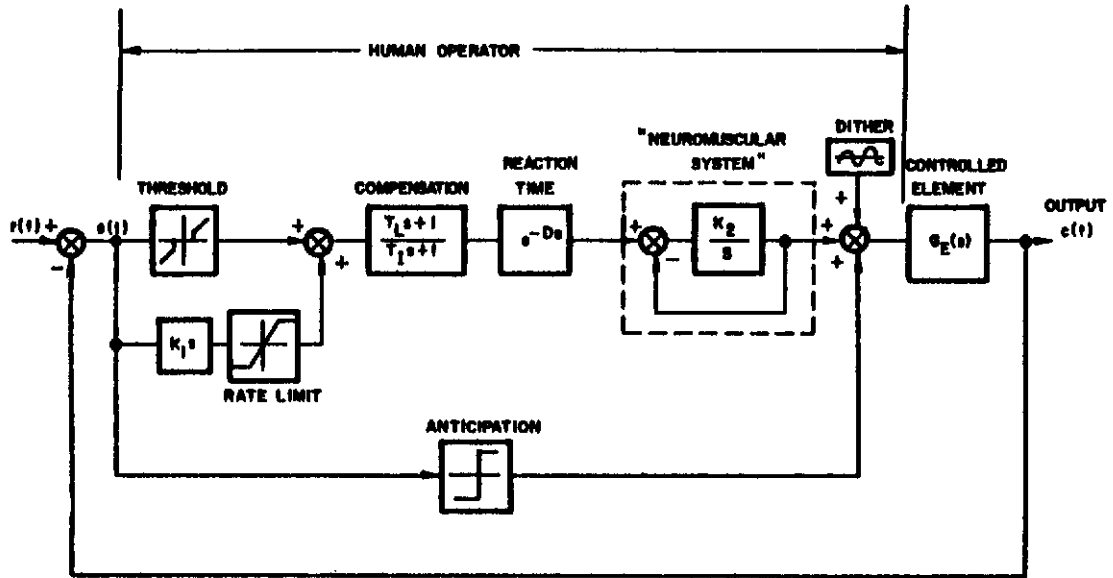 HUMAN OPERATOR
DITHER
"NEUROMUSCULAR
SYSTEM"
REACTION
TIME
CONTROLLED
ELEMENT
THRESHOLD
COMPENSATION
OUTPUT
c(t)
r(t) +
e(t)
-
+
+
T_L s+1
T_I s+1
e^-Ds
+
-
K_2
S
+
+
+
G_E(s)
K_1 s
RATE LIMIT
ANTICIPATION